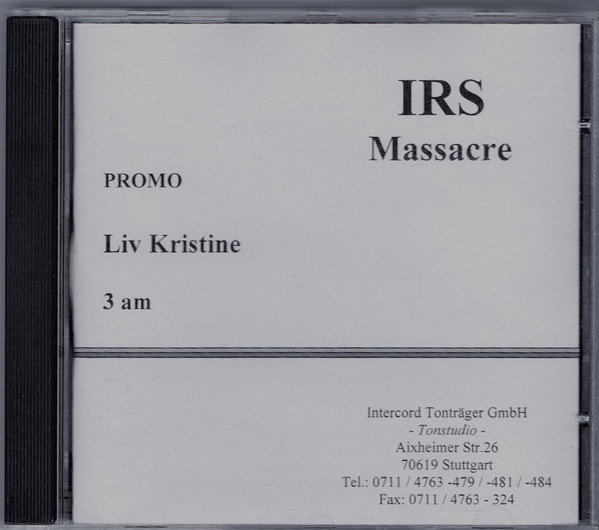 IRS
Massacre
PROMO
Liv Kristine
3 am
Intercord Tonträger GmbH
- Tonstudio -
Aixheimer Str.26
70619 Stuttgart
Tel.: 0711 / 4763 -479 / -481 / -484
Fax: 0711 / 4763 - 324